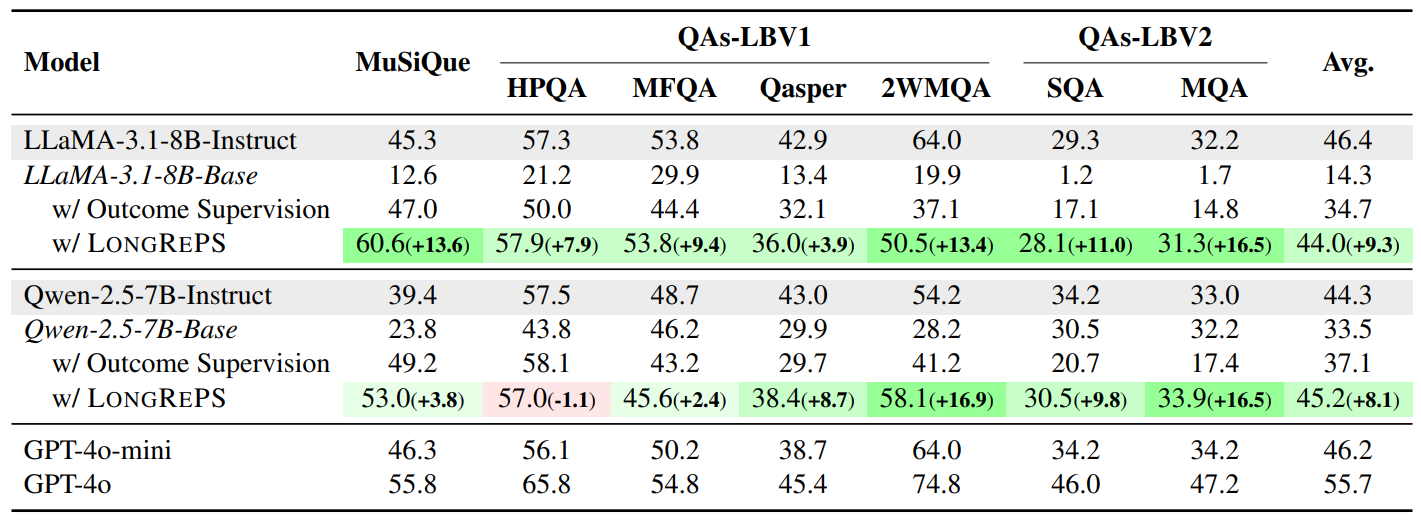 Model MuSiQue QAs-LBV1 QAs-LBV2 Avg.
HPQA MFQA Qasper 2WMQA SQA MQA
LLaMA-3.1-8B-Instruct 45.3 57.3 53.8 42.9 64.0 29.3 32.2 46.4
LLaMA-3.1-8B-Base 12.6 21.2 29.9 13.4 19.9 1.2 1.7 14.3
w/ Outcome Supervision 47.0 50.0 44.4 32.1 37.1 17.1 14.8 34.7
w/ LONGREPS 60.6(+13.6) 57.9(+7.9) 53.8(+9.4) 36.0(+3.9) 50.5(+13.4) 28.1(+11.0) 31.3(+16.5) 44.0(+9.3)
Qwen-2.5-7B-Instruct 39.4 57.5 48.7 43.0 54.2 34.2 33.0 44.3
Qwen-2.5-7B-Base 23.8 43.8 46.2 29.9 28.2 30.5 32.2 33.5
w/ Outcome Supervision 49.2 58.1 43.2 29.7 41.2 20.7 17.4 37.1
w/ LONGREPS 53.0(+3.8) 57.0(-1.1) 45.6(+2.4) 38.4(+8.7) 58.1(+16.9) 30.5(+9.8) 33.9(+16.5) 45.2(+8.1)
GPT-4o-mini 46.3 56.1 50.2 38.7 64.0 34.2 34.2 46.2
GPT-4o 55.8 65.8 54.8 45.4 74.8 46.0 47.2 55.7